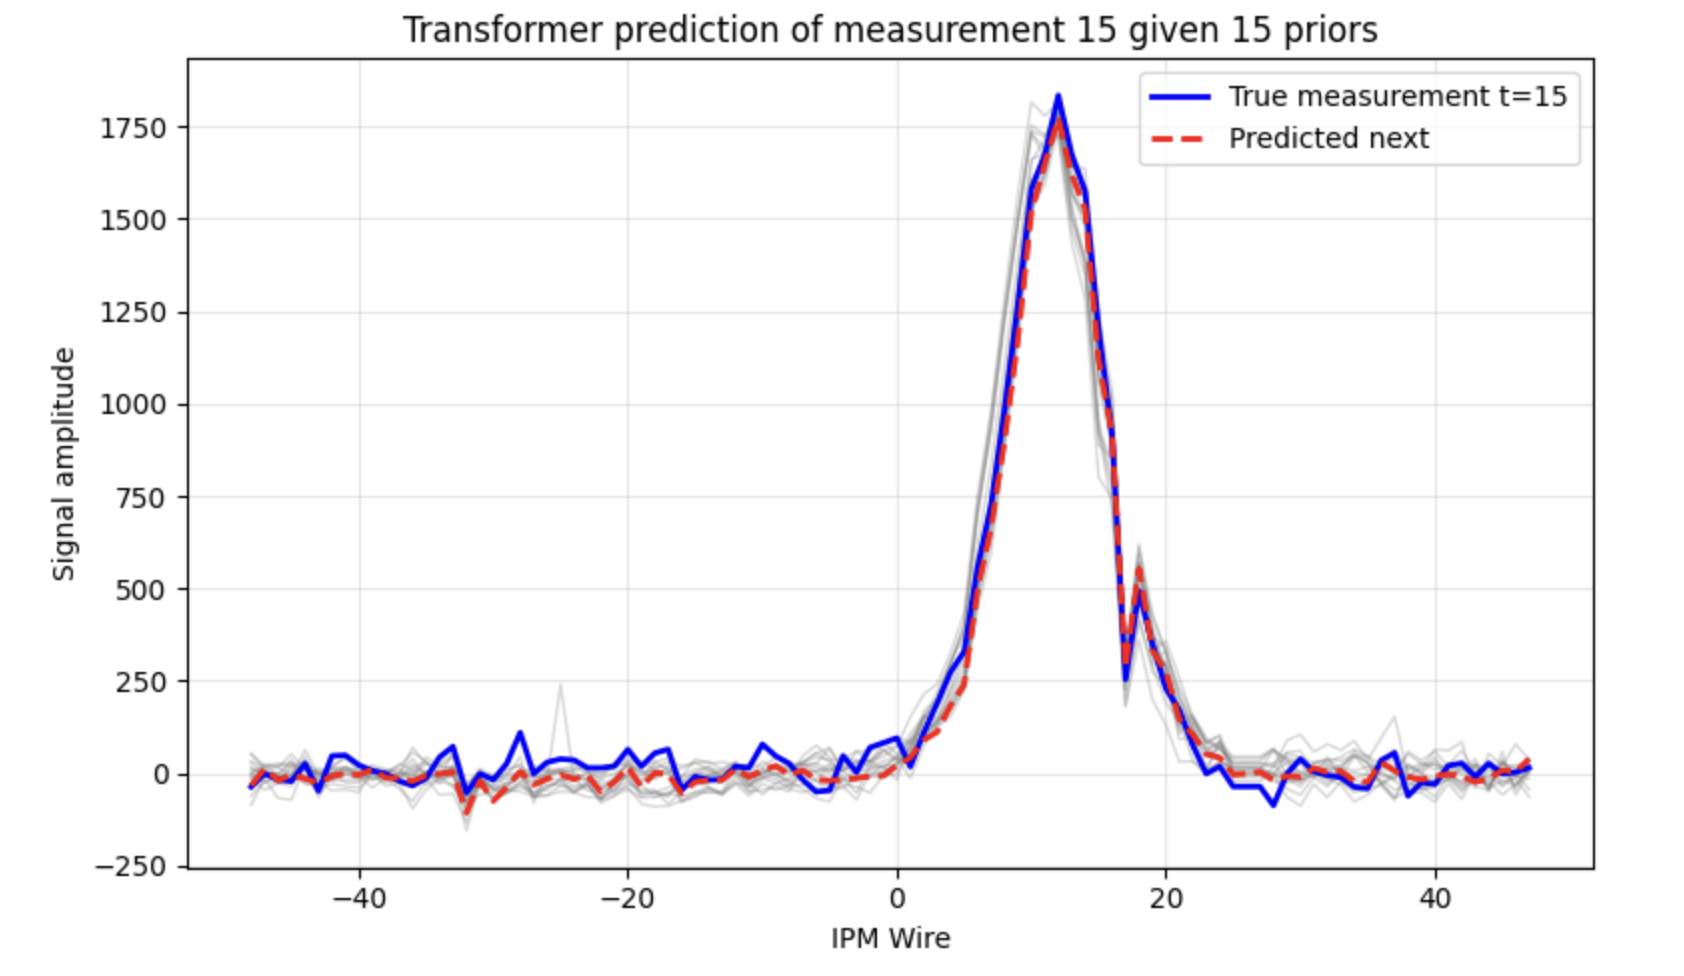 Transformer prediction of measurement 15 given 15 priors
True measurement t=15
Predicted next
1750
1500
1250
1000
750
500
250
0
−250
Signal amplitude
−40 −20 0 20 40
IPM Wire